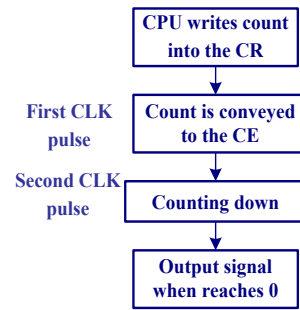 CPU writes count
into the CR
First CLK
pulse
Count is conveyed
to the CE
Second CLK
pulse
Counting down
Output signal
when reaches 0